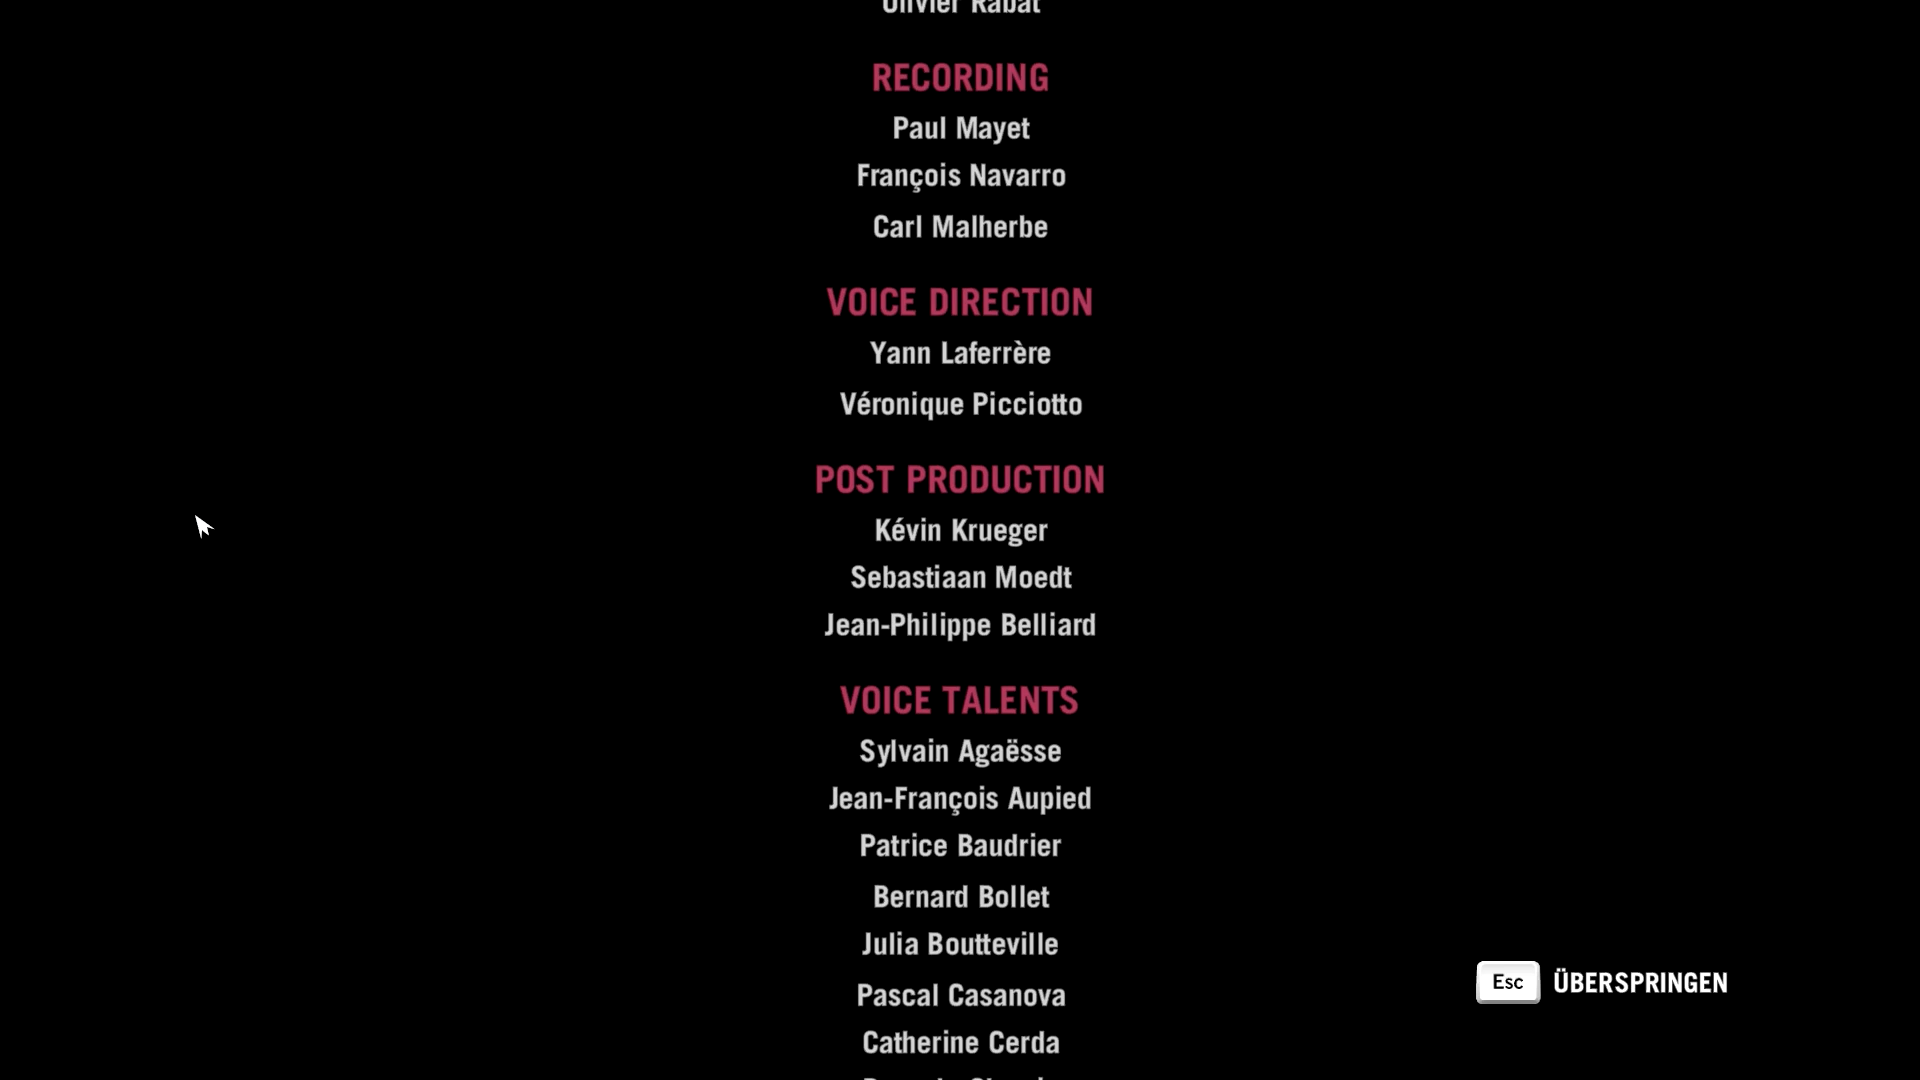 Olivier Rabat
RECORDING
Paul Mayet
François Navarro
Carl Malherbe
VOICE DIRECTION
Yann Laferrère
Véronique Picciotto
POST PRODUCTION
Kévin Krueger
Sebastiaan Moedt
Jean-Philippe Belliard
VOICE TALENTS
Sylvain Agaësse
Jean-François Aupied
Patrice Baudrier
Bernard Bollet
Julia Boutteville
Pascal Casanova
Catherine Cerda
Esc ÜBERSPRINGEN